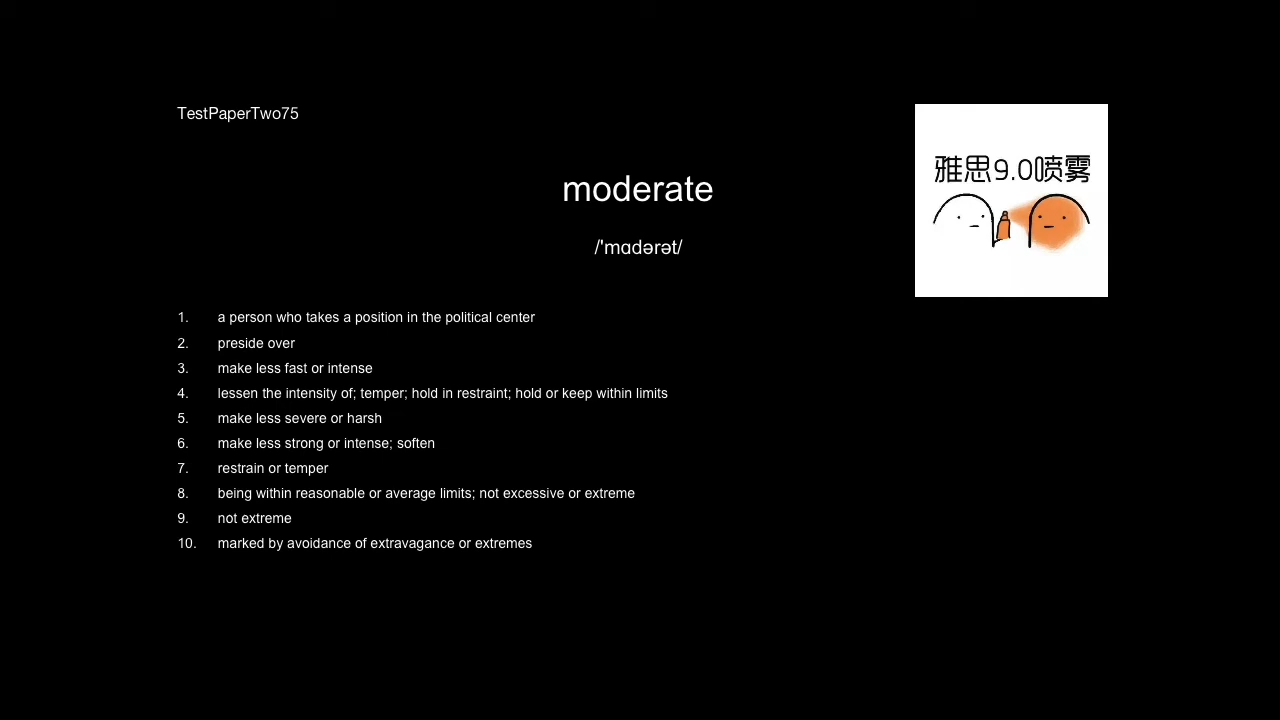 TestPaperTwo75
雅思9.0喷雾
moderate
/'mɑdərət/
1. a person who takes a position in the political center
2. preside over
3. make less fast or intense
4. lessen the intensity of; temper; hold in restraint; hold or keep within limits
5. make less severe or harsh
6. make less strong or intense; soften
7. restrain or temper
8. being within reasonable or average limits; not excessive or extreme
9. not extreme
10. marked by avoidance of extravagance or extremes